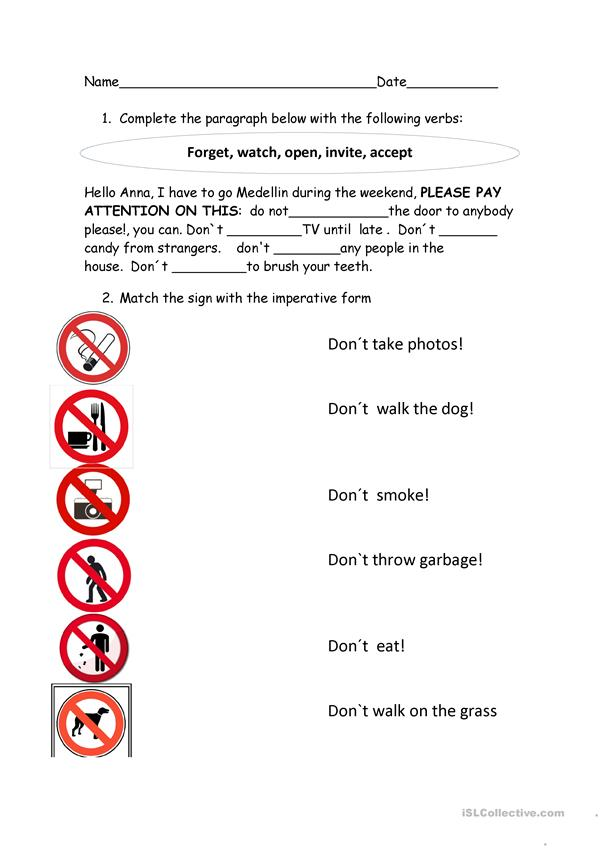 Name_________________________________Date___________
1. Complete the paragraph below with the following verbs:
Forget, watch, open, invite, accept
Hello Anna, I have to go Medellin during the weekend, PLEASE PAY
ATTENTION ON THIS: do not____________the door to anybody
please!, you can. Don`t _________TV until late . Don´t _______
candy from strangers. don't ________any people in the
house. Don´t _________to brush your teeth.
2. Match the sign with the imperative form
Don´t take photos!
Don´t walk the dog!
Don´t smoke!
Don`t throw garbage!
Don´t eat!
Don`t walk on the grass
iSLCollective.com